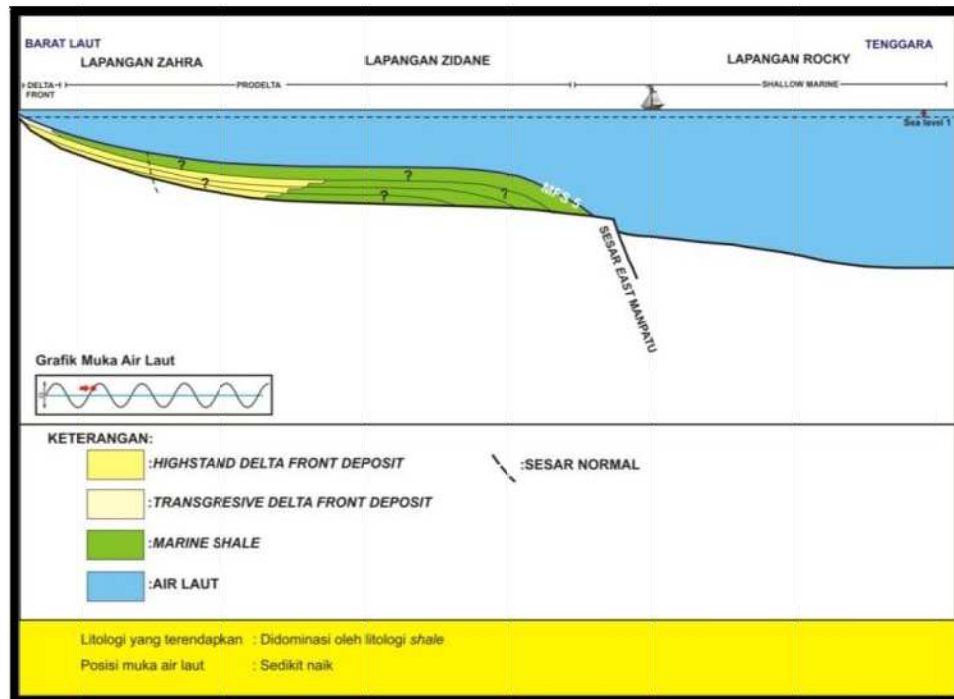 BARAT LAUT
TENGGARA
LAPANGAN ZAHRA
LAPANGAN ZIDANE
LAPANGAN ROCKY
DELTA
FRONT
PRODELTA
SHALLOW MARINE
Sea level 1
?
?
?
?
?
MFS 5
SESAR EAST MANPATU
Grafik Muka Air Laut
KETERANGAN:
:HIGHSTAND DELTA FRONT DEPOSIT
:SESAR NORMAL
:TRANSGRESIVE DELTA FRONT DEPOSIT
:MARINE SHALE
:AIR LAUT
Litologi yang terendapkan : Didominasi oleh litologi shale
Posisi muka air laut : Sedikit naik